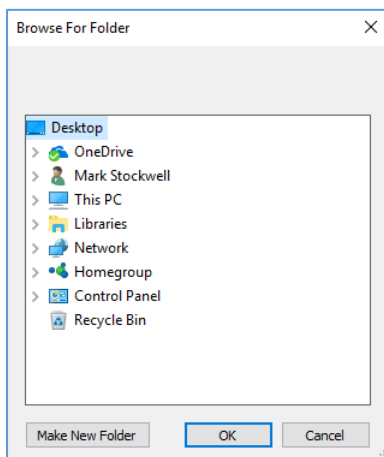 Browse For Folder
Desktop
OneDrive
Mark Stockwell
This PC
Libraries
Network
Homegroup
Control Panel
Recycle Bin
Make New Folder OK Cancel